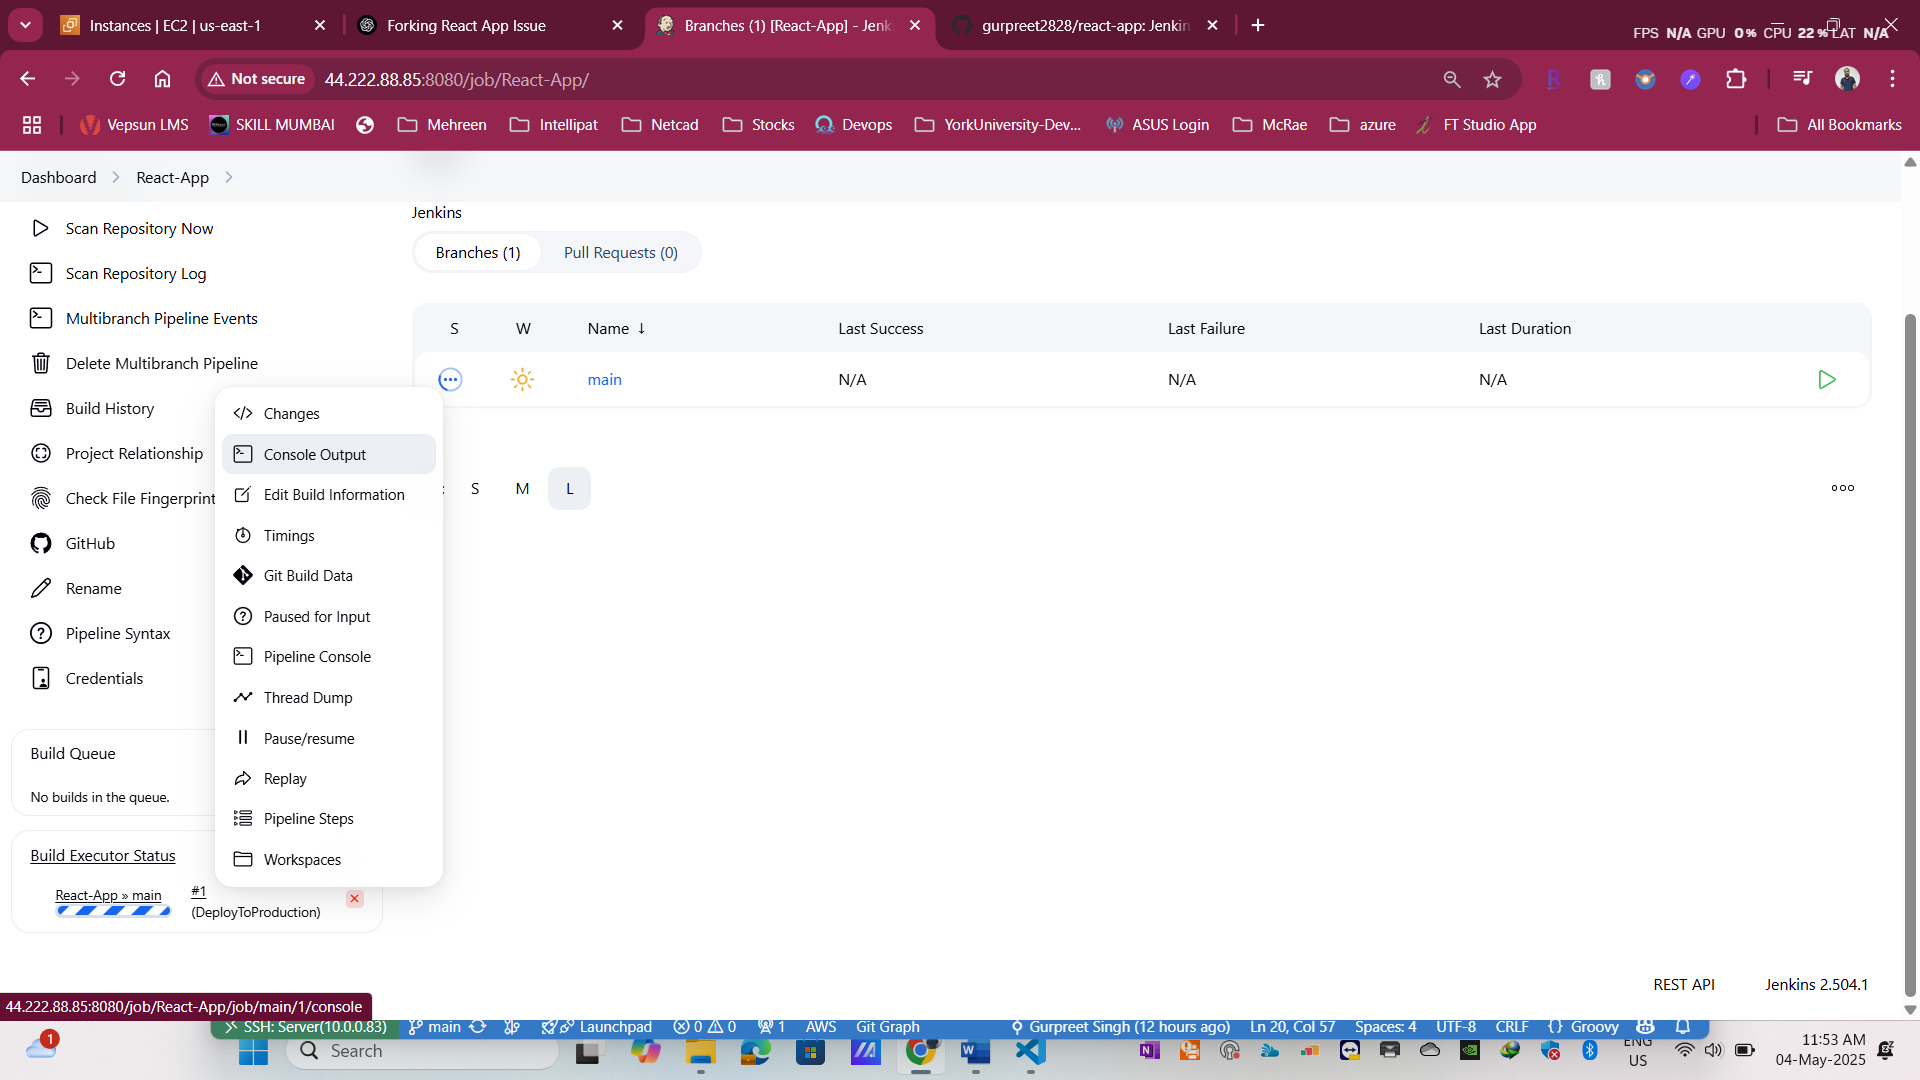 Instances | EC2 | us-east-1
Forking React App Issue
Branches (1) [React-App] - Jenk
gurpreet2828/react-app: Jenkin
FPS N/A GPU 0% CPU 22% LAT N/A
Not secure
44.222.88.85:8080/job/React-App/
Vepsun LMS
SKILL MUMBAI
Mehreen
Intellipat
Netcad
Stocks
Devops
YorkUniversity-Dev...
ASUS Login
McRae
azure
FT Studio App
All Bookmarks
Dashboard
React-App
Scan Repository Now
Scan Repository Log
Multibranch Pipeline Events
Delete Multibranch Pipeline
Build History
Project Relationship
Check File Fingerprint
GitHub
Rename
Pipeline Syntax
Credentials
Jenkins
Branches (1)
Pull Requests (0)
S W Name ↓ Last Success Last Failure Last Duration
main N/A N/A N/A
: S M L
Changes
Console Output
Edit Build Information
Timings
Git Build Data
Paused for Input
Pipeline Console
Thread Dump
Pause/resume
Replay
Pipeline Steps
Workspaces
Build Queue
No builds in the queue.
Build Executor Status
React-App » main
#1
(DeployToProduction)
REST API
Jenkins 2.504.1
44.222.88.85:8080/job/React-App/job/main/1/console
SSH: Server(10.0.0.83)
main
Launchpad
0 0
1
AWS
Git Graph
Gurpreet Singh (12 hours ago)
Ln 20, Col 57
Spaces: 4
UTF-8
CRLF
{} Groovy
1
Search
ENG
US
11:53 AM
04-May-2025